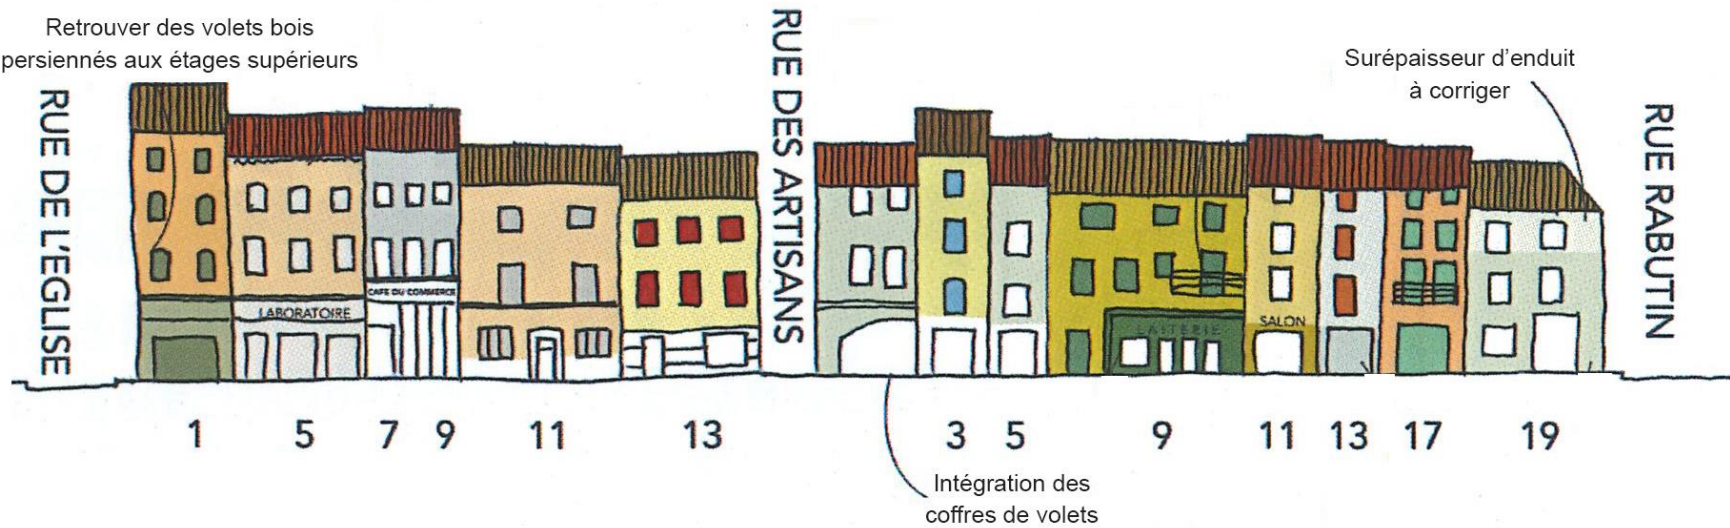 Retrouver des volets bois
persiennés aux étages supérieurs
RUE DE L'EGLISE
RUE DES ARTISANS
Surépaisseur d'enduit
à corriger
RUE RABUTIN
LABORATOIRE
CAFE DU COMMERCE
LAITERIE
SALON
1 5 7 9 11 13 3 5 9 11 13 17 19
Intégration des
coffres de volets